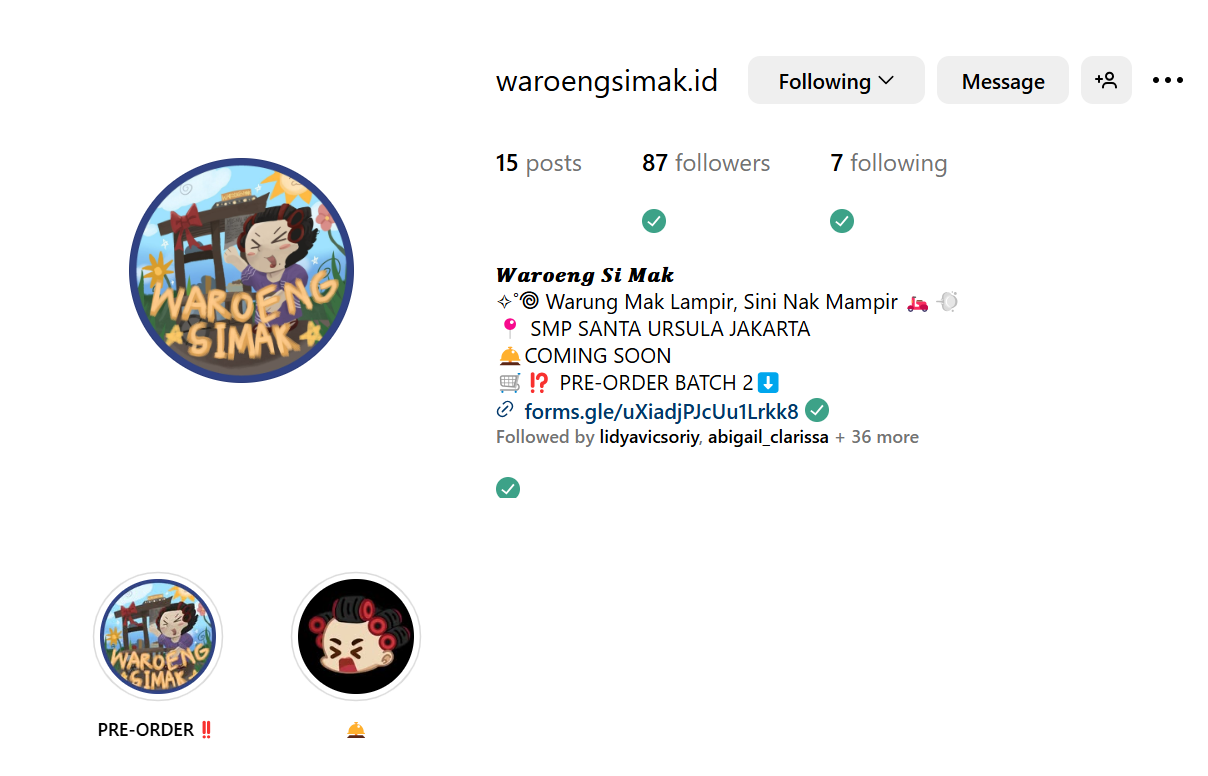 waroengsimak.id Following Message
15 posts 87 followers 7 following
WAROENG
SIMAK
Waroeng Si Mak
✧˚🍥 Warung Mak Lampir, Sini Nak Mampir 🛵💨
📍 SMP SANTA URSULA JAKARTA
🛎️COMING SOON
🛒⁉️ PRE-ORDER BATCH 2⬇️
forms.gle/uXiadjPJcUu1Lrkk8
Followed by lidyavicsoriy, abigail_clarissa + 36 more
WAROENG
SIMAK
PRE-ORDER ‼️ 🛎️